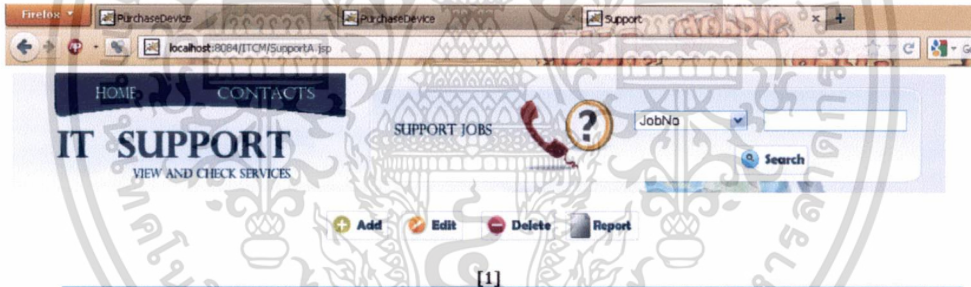 Firefox
PurchaseDevice
PurchaseDevice
Support
localhost:8084/ITCM/SupportA.jsp
HOME
CONTACTS
IT SUPPORT
VIEW AND CHECK SERVICES
SUPPORT JOBS
?
JobNo
Search
Add
Edit
Delete
Report
[1]